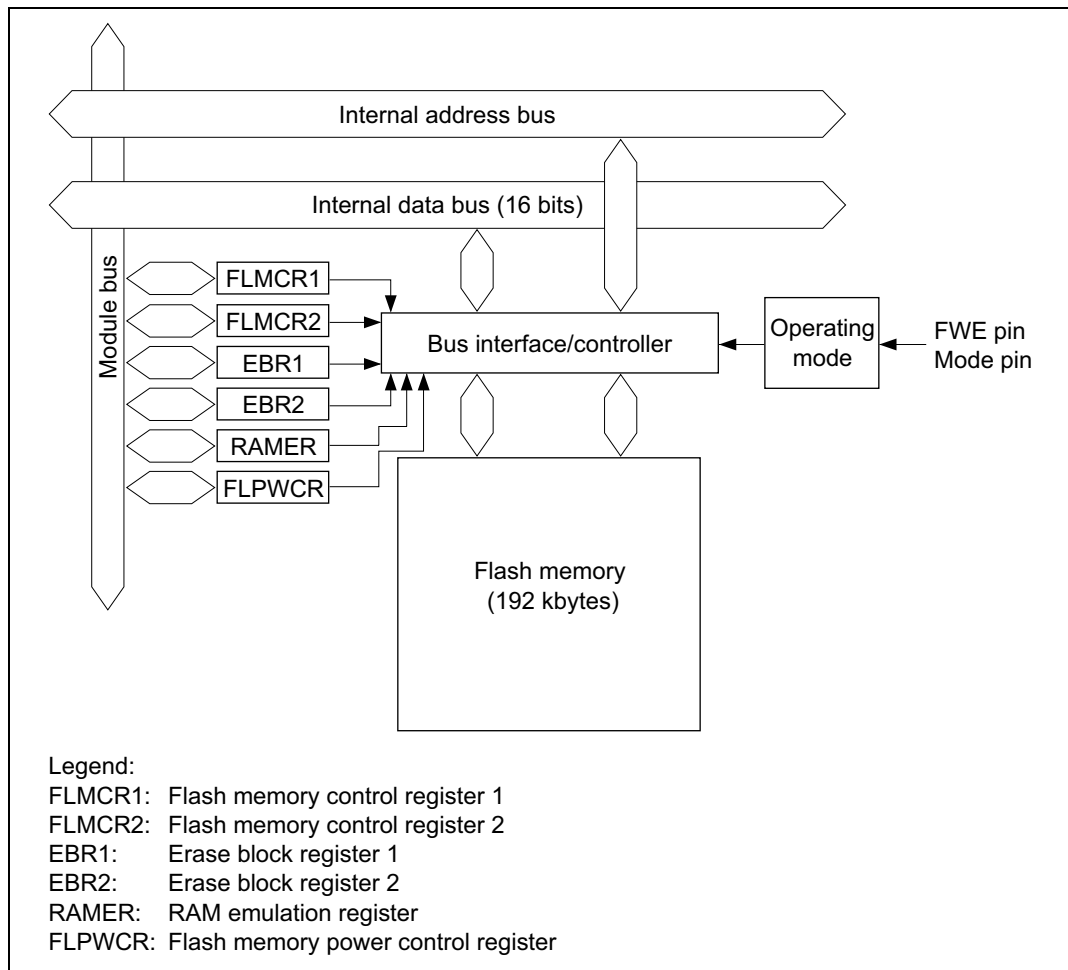 Internal address bus
Internal data bus (16 bits)
Module bus
FLMCR1
FLMCR2
EBR1
EBR2
RAMER
FLPWCR
Bus interface/controller
Operating
mode
FWE pin
Mode pin
Flash memory
(192 kbytes)
Legend:
FLMCR1: Flash memory control register 1
FLMCR2: Flash memory control register 2
EBR1: Erase block register 1
EBR2: Erase block register 2
RAMER: RAM emulation register
FLPWCR: Flash memory power control register